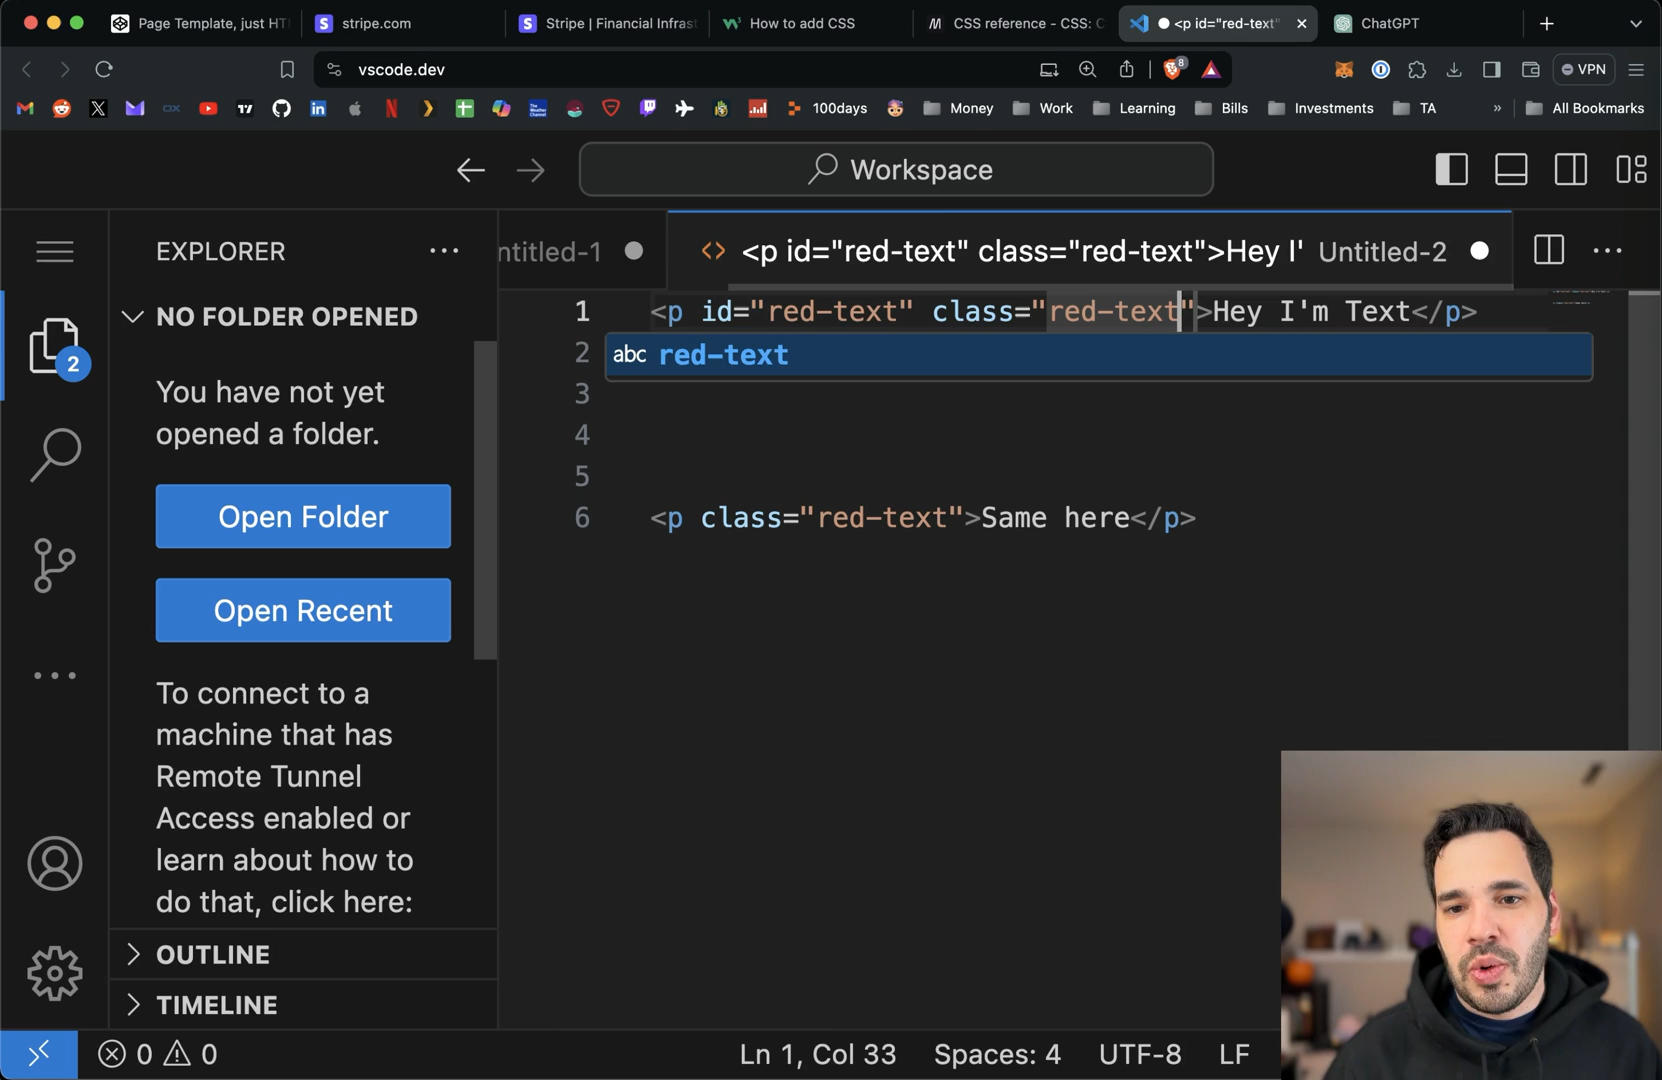 Page Template, just HT
stripe.com
Stripe | Financial Infrast
How to add CSS
CSS reference - CSS: C
<p id="red-text"
ChatGPT
vscode.dev
8
VPN
100days
Money
Work
Learning
Bills
Investments
TA
»
All Bookmarks
Workspace
EXPLORER
ntitled-1
<p id="red-text" class="red-text">Hey I' Untitled-2
NO FOLDER OPENED
2
You have not yet
opened a folder.
Open Folder
Open Recent
To connect to a
machine that has
Remote Tunnel
Access enabled or
learn about how to
do that, click here:
OUTLINE
TIMELINE
1 <p id="red-text" class="red-text">Hey I'm Text</p>
2
abc red-text
3
4
5
6 <p class="red-text">Same here</p>
0 0
Ln 1, Col 33
Spaces: 4
UTF-8
LF